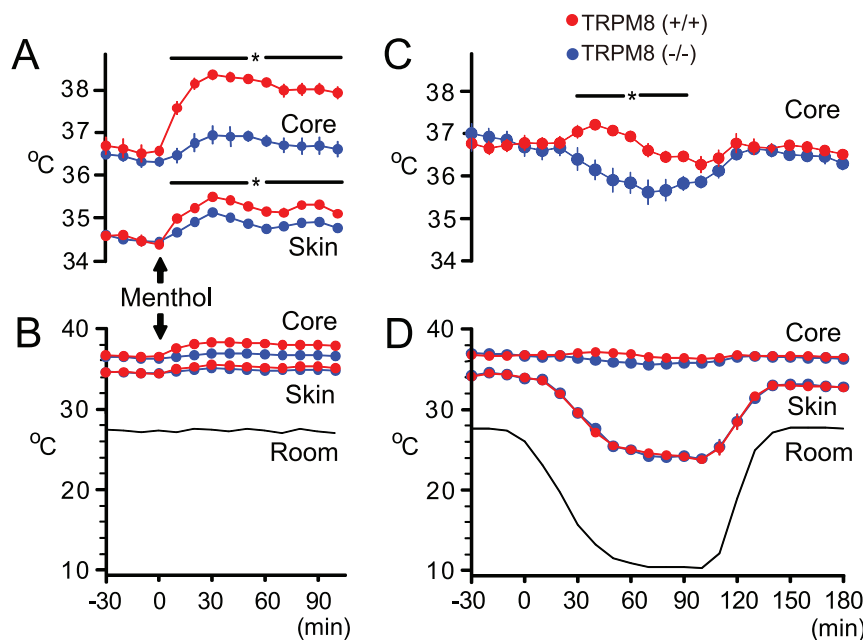 TRPM8 (+/+)
TRPM8 (-/-)
A
38
37
36
35
34
°C
*
Core
*
Skin
Menthol
C
38
37
36
35
34
°C
*
Core
B
40
30
20
10
°C
Core
Skin
Room
-30 0 30 60 90
(min)
D
40
30
20
10
°C
Core
Skin
Room
-30 0 30 60 90 120 150 180
(min)